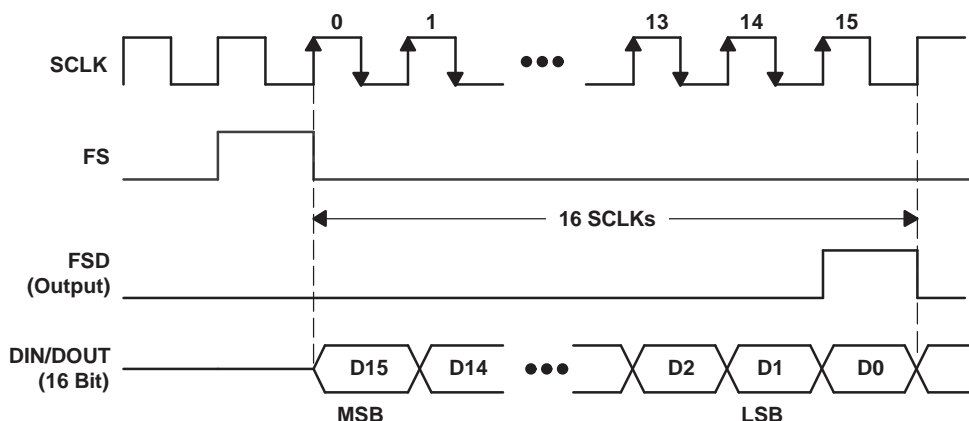 0 1 13 14 15
SCLK
FS
16 SCLKs
FSD
(Output)
DIN/DOUT
(16 Bit)
D15 D14 D2 D1 D0
MSB LSB